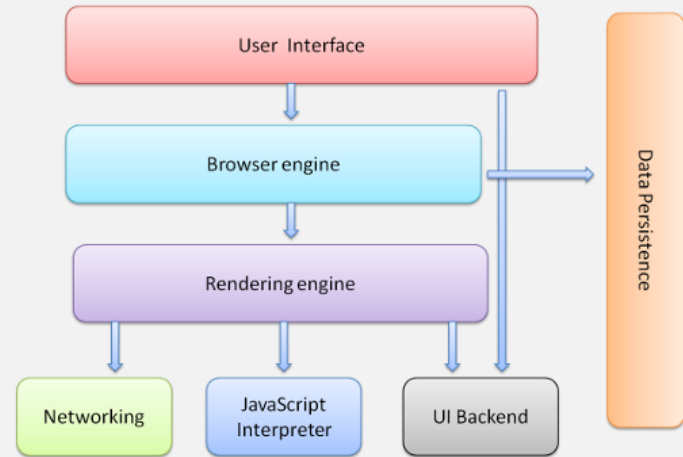 User Interface
Browser engine
Data Persistence
Rendering engine
Networking
JavaScript
Interpreter
UI Backend